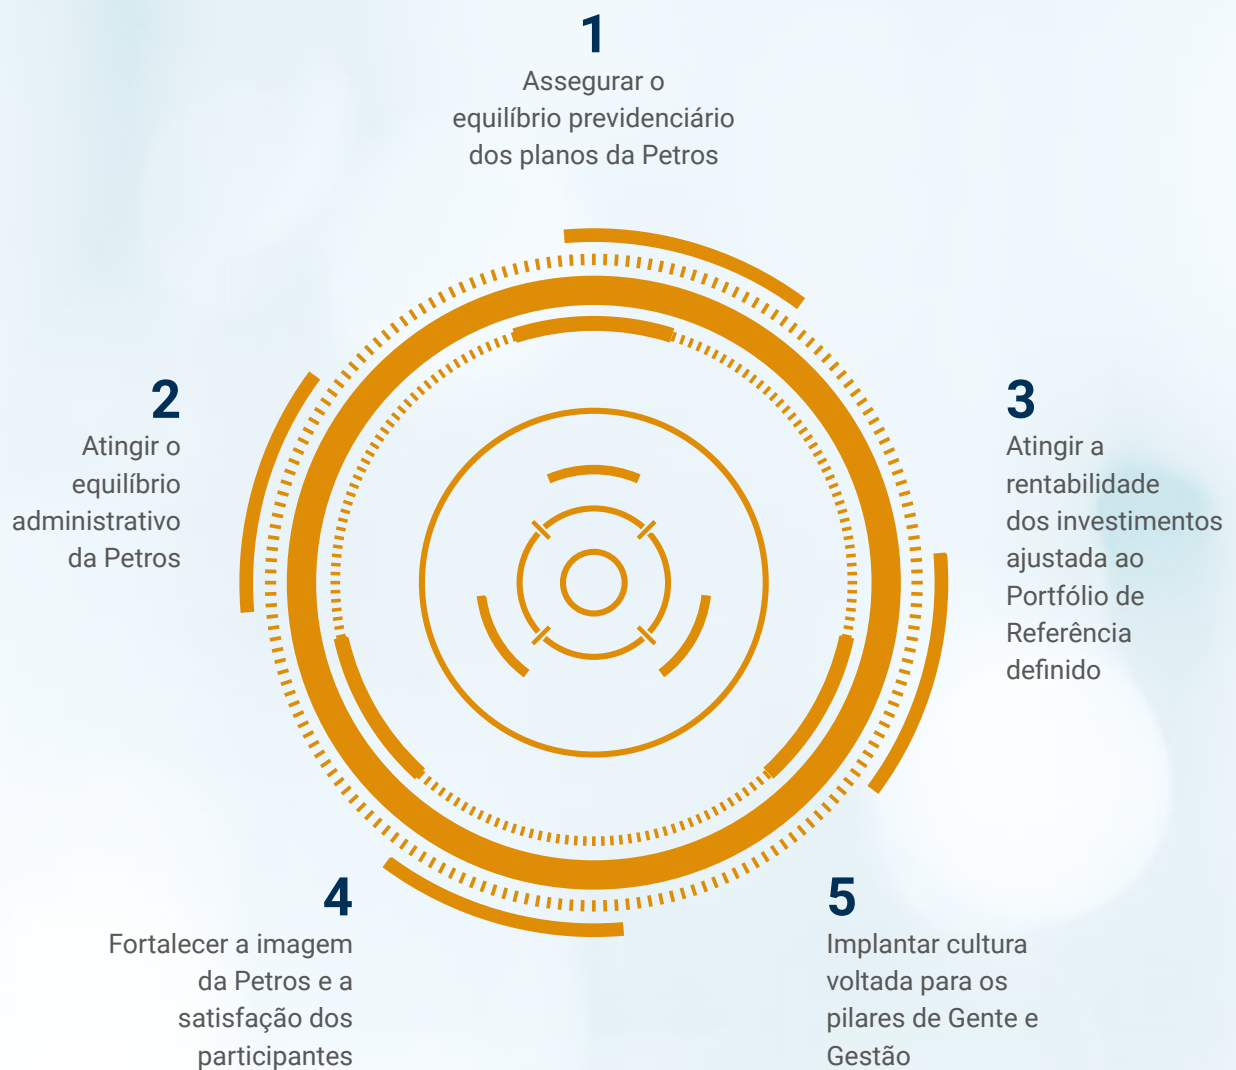 1
Assegurar o
equilíbrio previdenciário
dos planos da Petros
2
Atingir o
equilíbrio
administrativo
da Petros
3
Atingir a
rentabilidade
dos investimentos
ajustada ao
Portfólio de
Referência
definido
4
Fortalecer a imagem
da Petros e a
satisfação dos
participantes
5
Implantar cultura
voltada para os
pilares de Gente e
Gestão